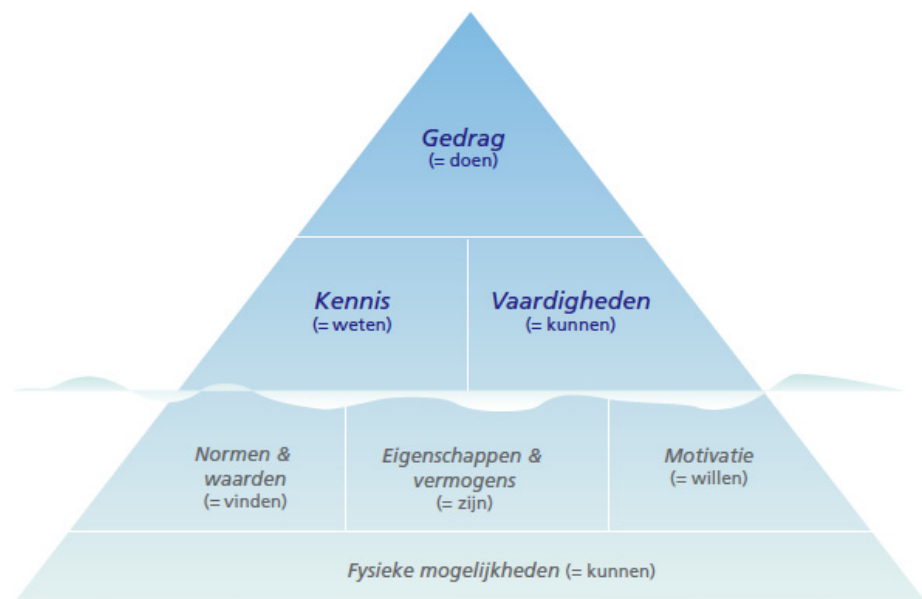 Gedrag
(= doen)
Kennis
(= weten)
Vaardigheden
(= kunnen)
Normen &
waarden
(= vinden)
Eigenschappen &
vermogens
(= zijn)
Motivatie
(= willen)
Fysieke mogelijkheden (= kunnen)